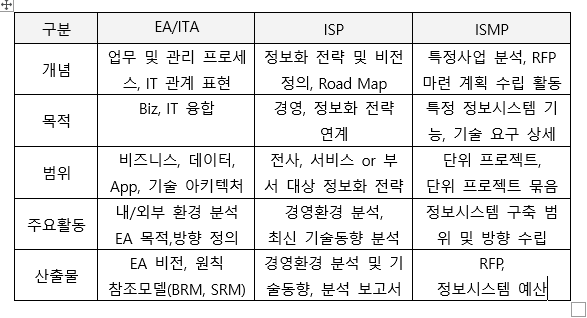 구분 EA/ITA ISP ISMP
개념 업무 및 관리 프로세스, IT 관계 표현 정보화 전략 및 비전 정의, Road Map 특정사업 분석, RFP 마련 계획 수립 활동
목적 Biz, IT 융합 경영, 정보화 전략 연계 특정 정보시스템 기능, 기술 요구 상세
범위 비즈니스, 데이터, App, 기술 아키텍처 전사, 서비스 or 부서 대상 정보화 전략 단위 프로젝트, 단위 프로젝트 묶음
주요활동 내/외부 환경 분석 EA 목적,방향 정의 경영환경 분석, 최신 기술동향 분석 정보시스템 구축 범위 및 방향 수립
산출물 EA 비전, 원칙 참조모델(BRM, SRM) 경영환경 분석 및 기술동향, 분석 보고서 RFP, 정보시스템 예산